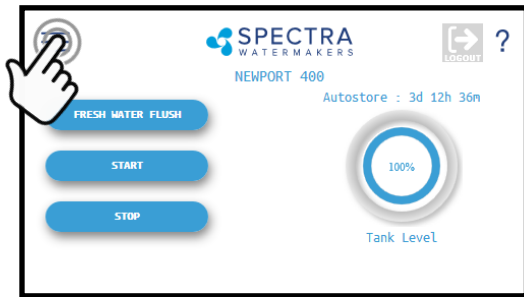 SPECTRA
WATERMAKERS
LOGOUT
?
NEWPORT 400
Autostore : 3d 12h 36m
FRESH WATER FLUSH
START
100%
STOP
Tank Level